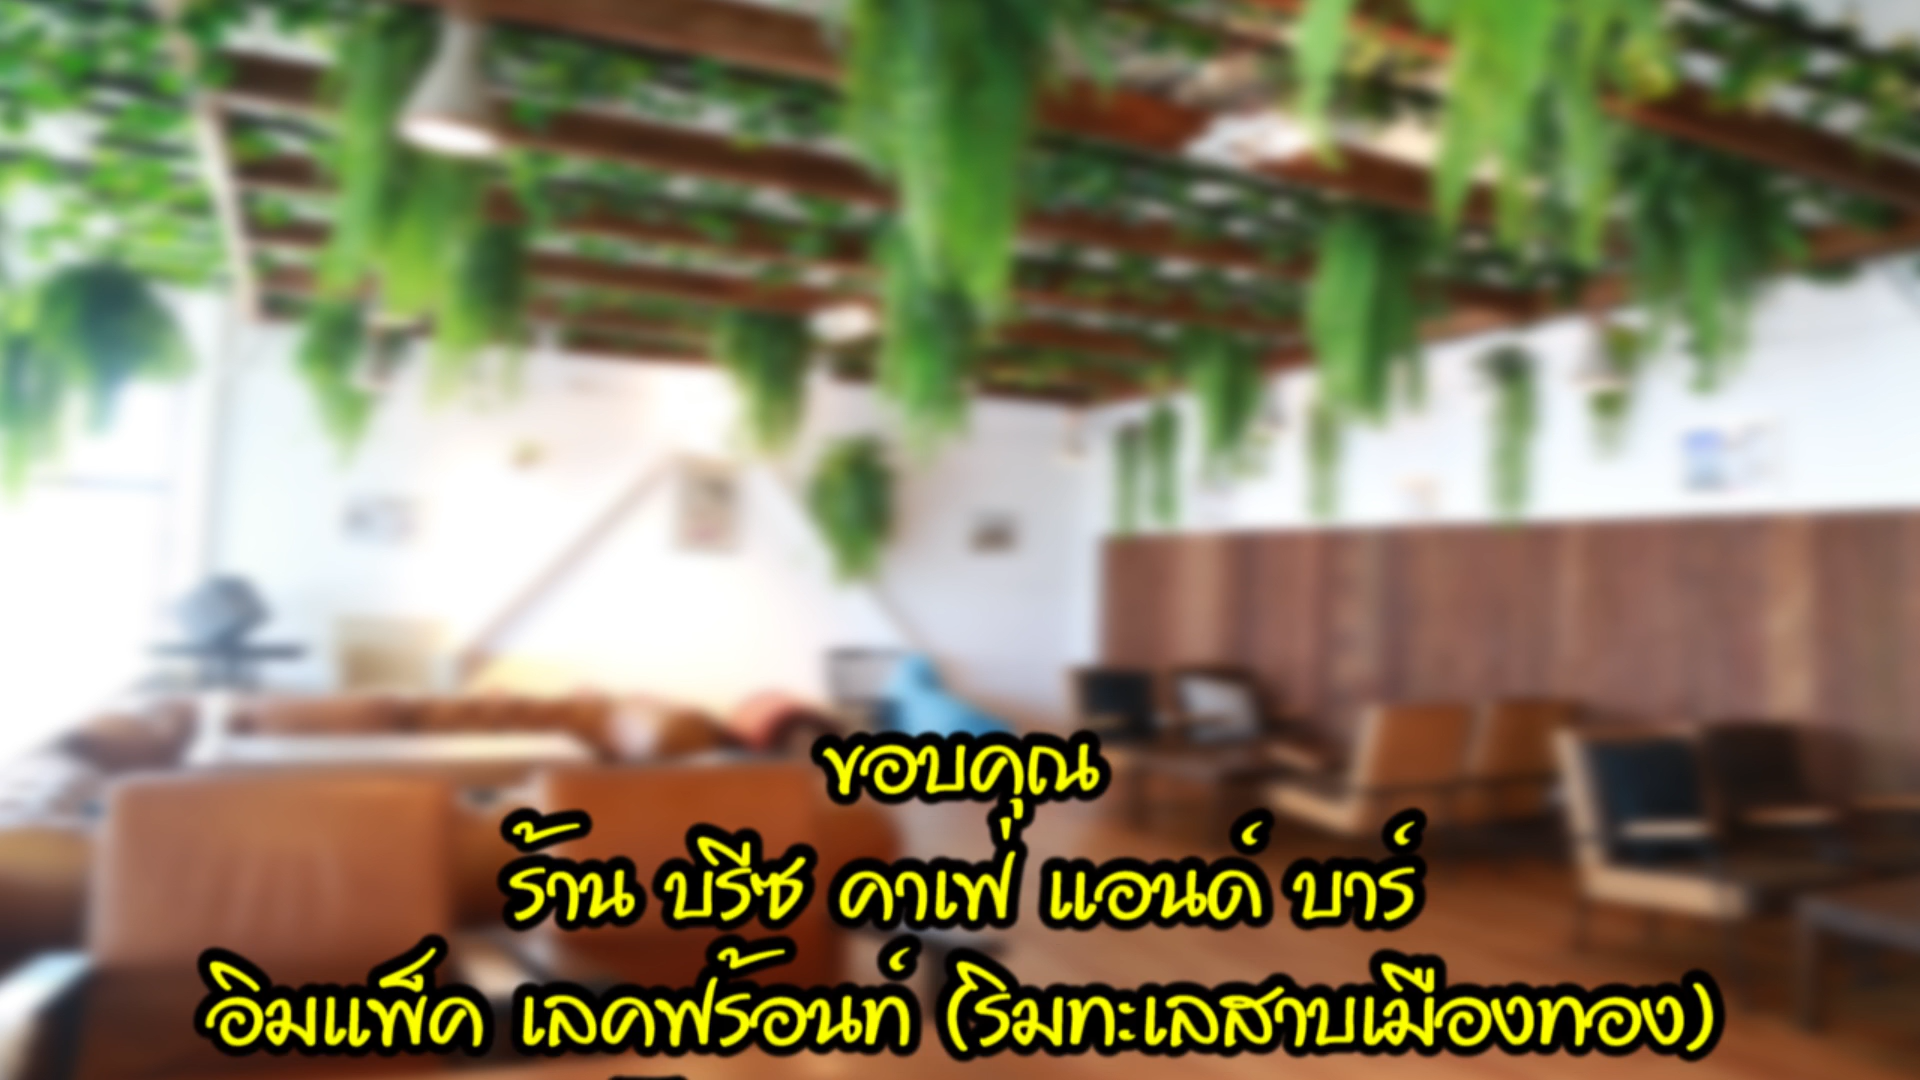 ขอบคุณ
ร้าน บรีซ คาเฟ่ แอนด์ บาร์
อิมแพ็ค เลคฟร้อนท์ (ริมทะเลสาบเมืองทอง)